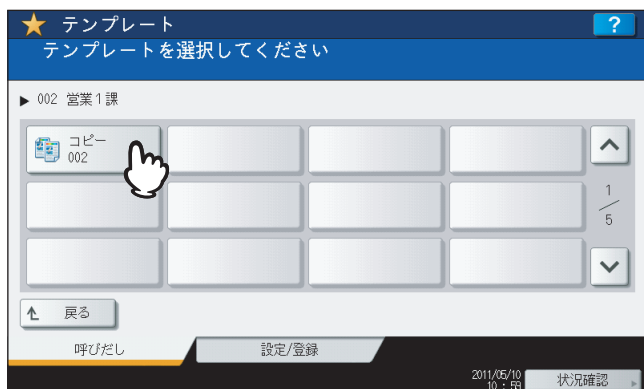 テンプレート
?
テンプレートを選択してください
▶ 002 営業1課
コピー
002
1
5
戻る
呼びだし
設定/登録
2011/05/10
10 : 59
状況確認